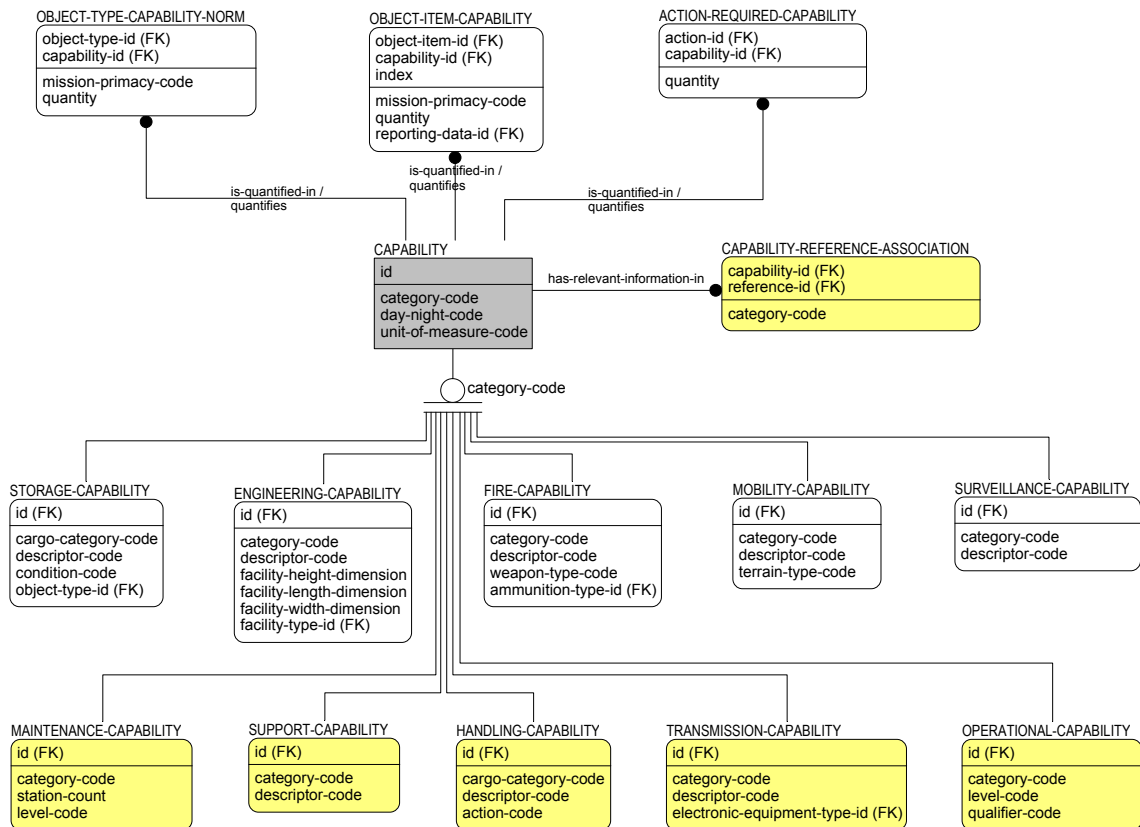 OBJECT-TYPE-CAPABILITY-NORM
object-type-id (FK)
capability-id (FK)
mission-primacy-code
quantity
OBJECT-ITEM-CAPABILITY
object-item-id (FK)
capability-id (FK)
index
mission-primacy-code
quantity
reporting-data-id (FK)
ACTION-REQUIRED-CAPABILITY
action-id (FK)
capability-id (FK)
quantity
is-quantified-in /
quantifies
is-quantified-in /
quantifies
is-quantified-in /
quantifies
CAPABILITY
id
category-code
day-night-code
unit-of-measure-code
has-relevant-information-in
CAPABILITY-REFERENCE-ASSOCIATION
capability-id (FK)
reference-id (FK)
category-code
category-code
STORAGE-CAPABILITY
id (FK)
cargo-category-code
descriptor-code
condition-code
object-type-id (FK)
ENGINEERING-CAPABILITY
id (FK)
category-code
descriptor-code
facility-height-dimension
facility-length-dimension
facility-width-dimension
facility-type-id (FK)
FIRE-CAPABILITY
id (FK)
category-code
descriptor-code
weapon-type-code
ammunition-type-id (FK)
MOBILITY-CAPABILITY
id (FK)
category-code
descriptor-code
terrain-type-code
SURVEILLANCE-CAPABILITY
id (FK)
category-code
descriptor-code
MAINTENANCE-CAPABILITY
id (FK)
category-code
station-count
level-code
SUPPORT-CAPABILITY
id (FK)
category-code
descriptor-code
HANDLING-CAPABILITY
id (FK)
cargo-category-code
descriptor-code
action-code
TRANSMISSION-CAPABILITY
id (FK)
category-code
descriptor-code
electronic-equipment-type-id (FK)
OPERATIONAL-CAPABILITY
id (FK)
category-code
level-code
qualifier-code